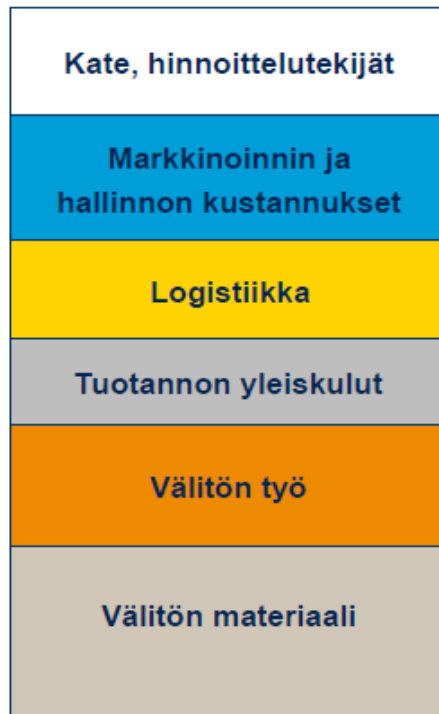 Kate, hinnoittelutekijät
Markkinoinnin ja
hallinnon kustannukset
Logistiikka
Tuotannon yleiskulut
Välitön työ
Välitön materiaali